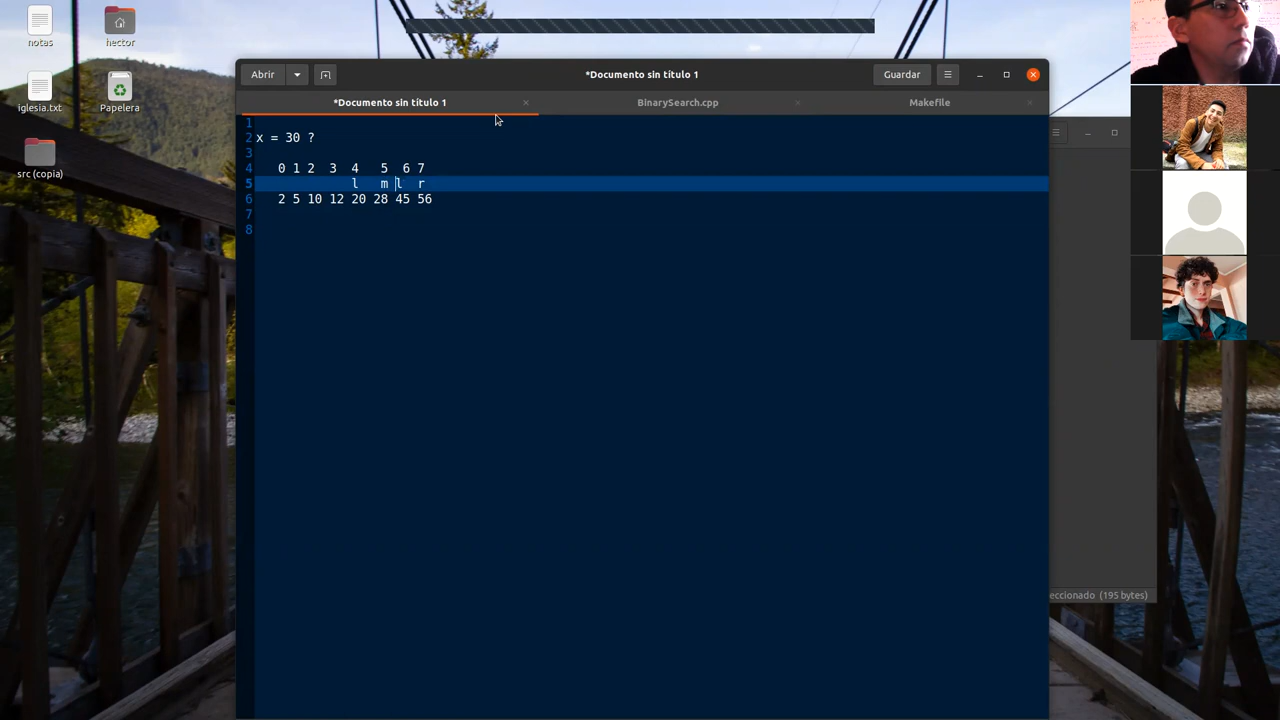 notas
hector
iglesia.txt
Papelera
src (copia)
Abrir
*Documento sin título 1
Guardar
*Documento sin título 1
BinarySearch.cpp
Makefile
1
2 x = 30 ?
3
4 0 1 2 3 4 5 6 7
5 l m l r
6 2 5 10 12 20 28 45 56
7
8
eccionado (195 bytes)